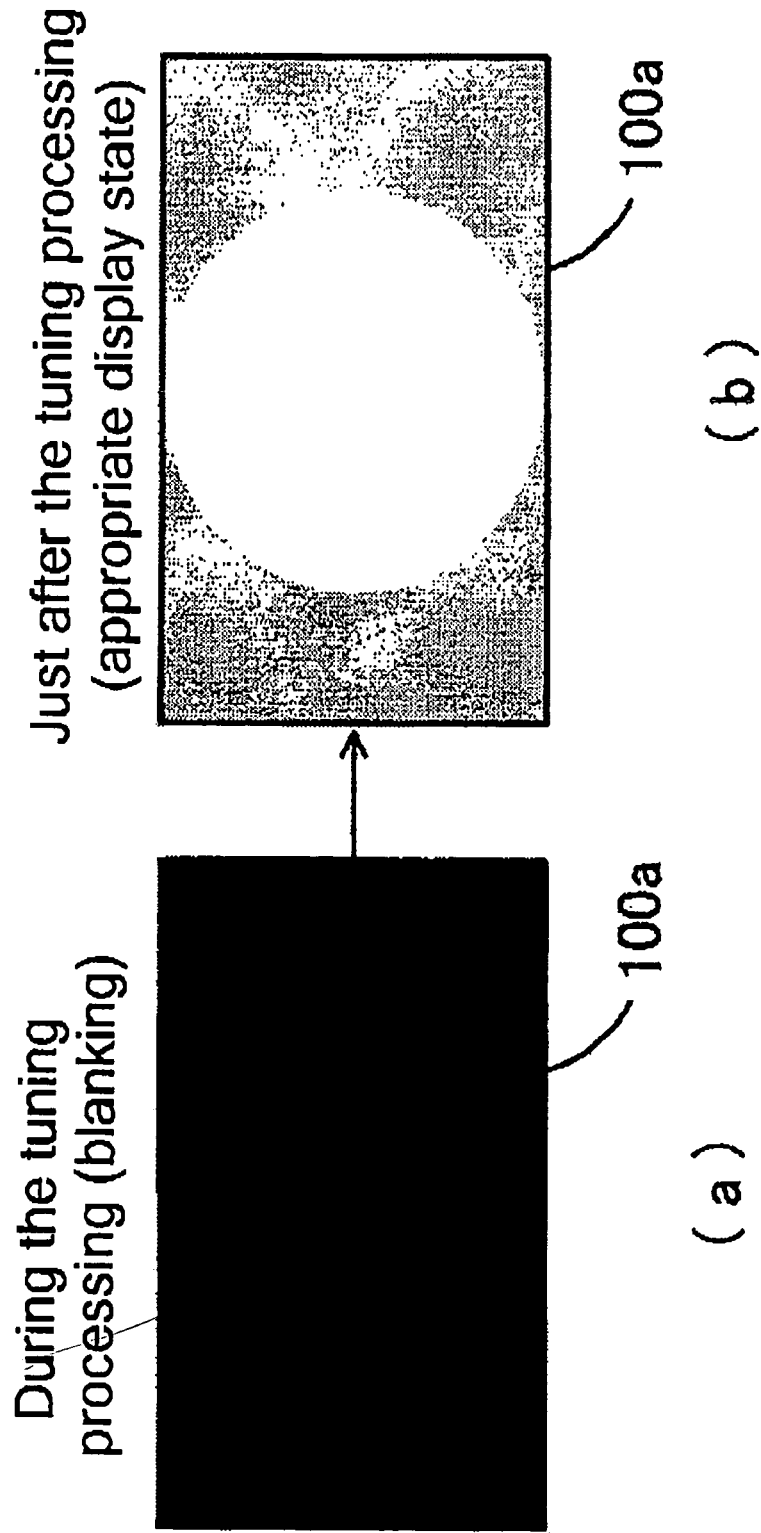 During the tuning
processing (blanking)
100a
(a)
Just after the tuning processing
(appropriate display state)
100a
(b)